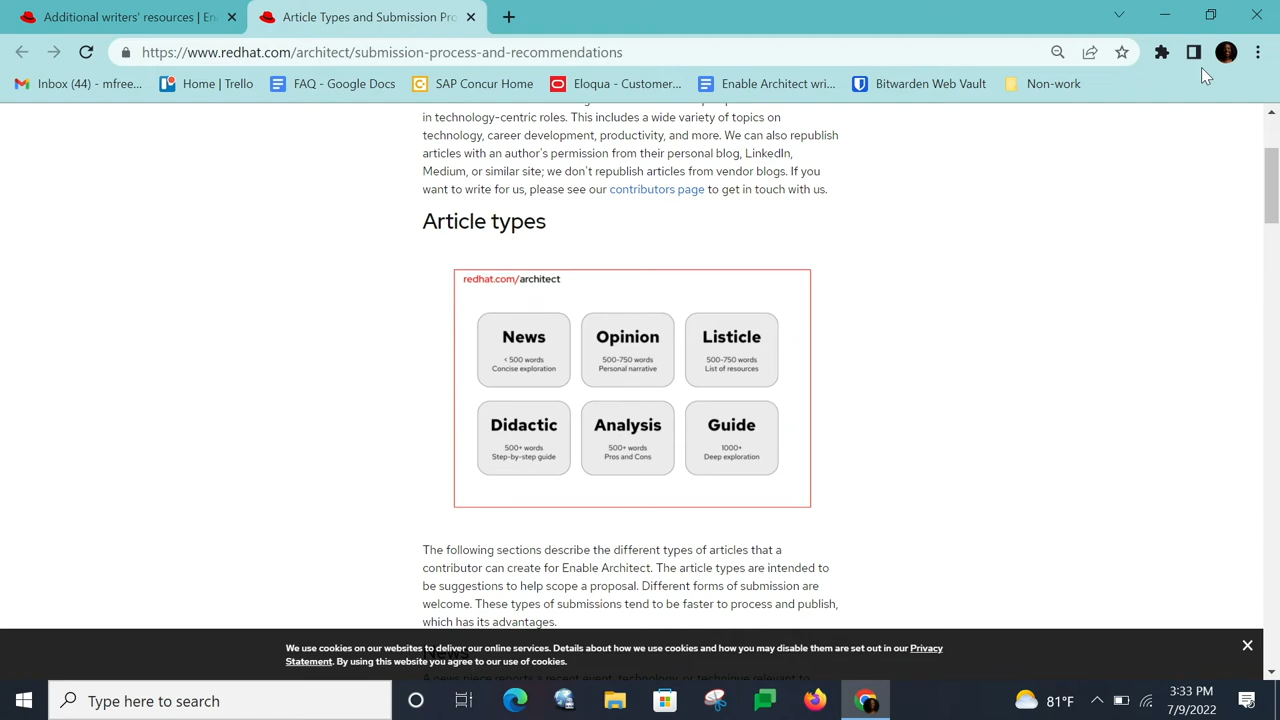 Additional writers' resources | En
Article Types and Submission Pro
https://www.redhat.com/architect/submission-process-and-recommendations
Inbox (44) - mfree...
Home | Trello
FAQ - Google Docs
SAP Concur Home
Eloqua - Customer...
Enable Architect wri...
Bitwarden Web Vault
Non-work
in technology-centric roles. This includes a wide variety of topics on
technology, career development, productivity, and more. We can also republish
articles with an author's permission from their personal blog, LinkedIn,
Medium, or similar site; we don't republish articles from vendor blogs. If you
want to write for us, please see our contributors page to get in touch with us.
Article types
redhat.com/architect
News
< 500 words
Concise exploration
Opinion
500-750 words
Personal narrative
Listicle
500-750 words
List of resources
Didactic
500+ words
Step-by-step guide
Analysis
500+ words
Pros and Cons
Guide
1000+
Deep exploration
The following sections describe the different types of articles that a
contributor can create for Enable Architect. The article types are intended to
be suggestions to help scope a proposal. Different forms of submission are
welcome. These types of submissions tend to be faster to process and publish,
which has its advantages.
We use cookies on our websites to deliver our online services. Details about how we use cookies and how you may disable them are set out in our Privacy
Statement. By using this website you agree to our use of cookies.
News
A news piece reports a recent event, technology, or technique relevant to
Type here to search
81°F
3:33 PM
7/9/2022